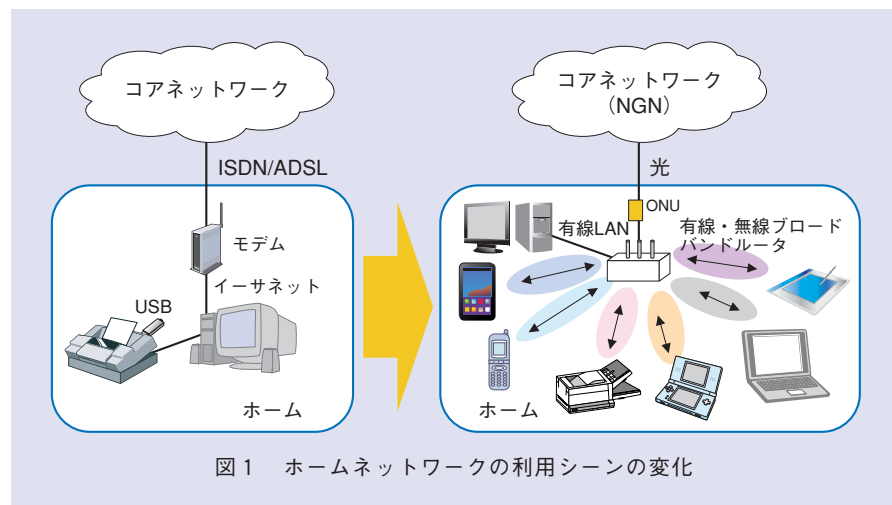 コアネットワーク
ISDN/ADSL
モデム
イーサネット
USB
ホーム
コアネットワーク
(NGN)
光
ONU
有線LAN
有線・無線ブロード
バンドルータ
ホーム
図1 ホームネットワークの利用シーンの変化